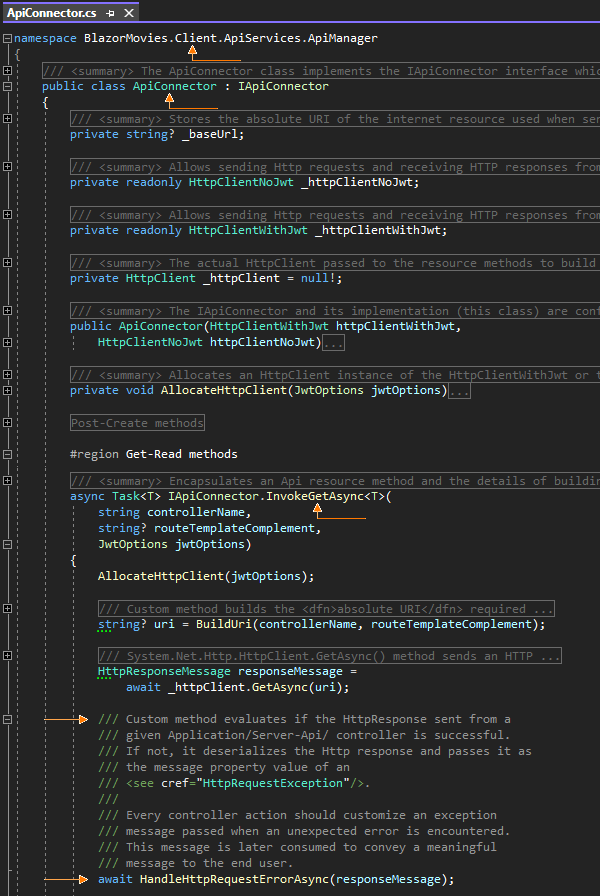 ApiConnector.cs
namespace BlazorMovies.Client.ApiServices.ApiManager
{
/// <summary> The ApiConnector class implements the IApiConnector interface whic
public class ApiConnector : IApiConnector
{
/// <summary> Stores the absolute URI of the internet resource used when sen
private string? _baseUrl;
/// <summary> Allows sending Http requests and receiving HTTP responses from
private readonly HttpClientNoJwt _httpClientNoJwt;
/// <summary> Allows sending Http requests and receiving HTTP responses from
private readonly HttpClientWithJwt _httpClientWithJwt;
/// <summary> The actual HttpClient passed to the resource methods to build
private HttpClient _httpClient = null!;
/// <summary> The IApiConnector and its implementation (this class) are conf
public ApiConnector(HttpClientWithJwt httpClientWithJwt,
HttpClientNoJwt httpClientNoJwt)...
/// <summary> Allocates an HttpClient instance of the HttpClientWithJwt or t
private void AllocateHttpClient(JwtOptions jwtOptions)...
Post-Create methods
#region Get-Read methods
/// <summary> Encapsulates an Api resource method and the details of building
async Task<T> IApiConnector.InvokeGetAsync<T>(
string controllerName,
string? routeTemplateComplement,
JwtOptions jwtOptions)
{
AllocateHttpClient(jwtOptions);
/// Custom method builds the <dfn>absolute URI</dfn> required ...
string? uri = BuildUri(controllerName, routeTemplateComplement);
/// System.Net.Http.HttpClient.GetAsync() method sends an HTTP ...
HttpResponseMessage responseMessage =
await _httpClient.GetAsync(uri);
/// Custom method evaluates if the HttpResponse sent from a
/// given Application/Server-Api/ controller is successful.
/// If not, it deserializes the Http response and passes it as
/// the message property value of an
/// <see cref="HttpRequestException"/>.
///
/// Every controller action should customize an exception
/// message passed when an unexpected error is encountered.
/// This message is later consumed to convey a meaningful
/// message to the end user.
await HandleHttpRequestErrorAsync(responseMessage);